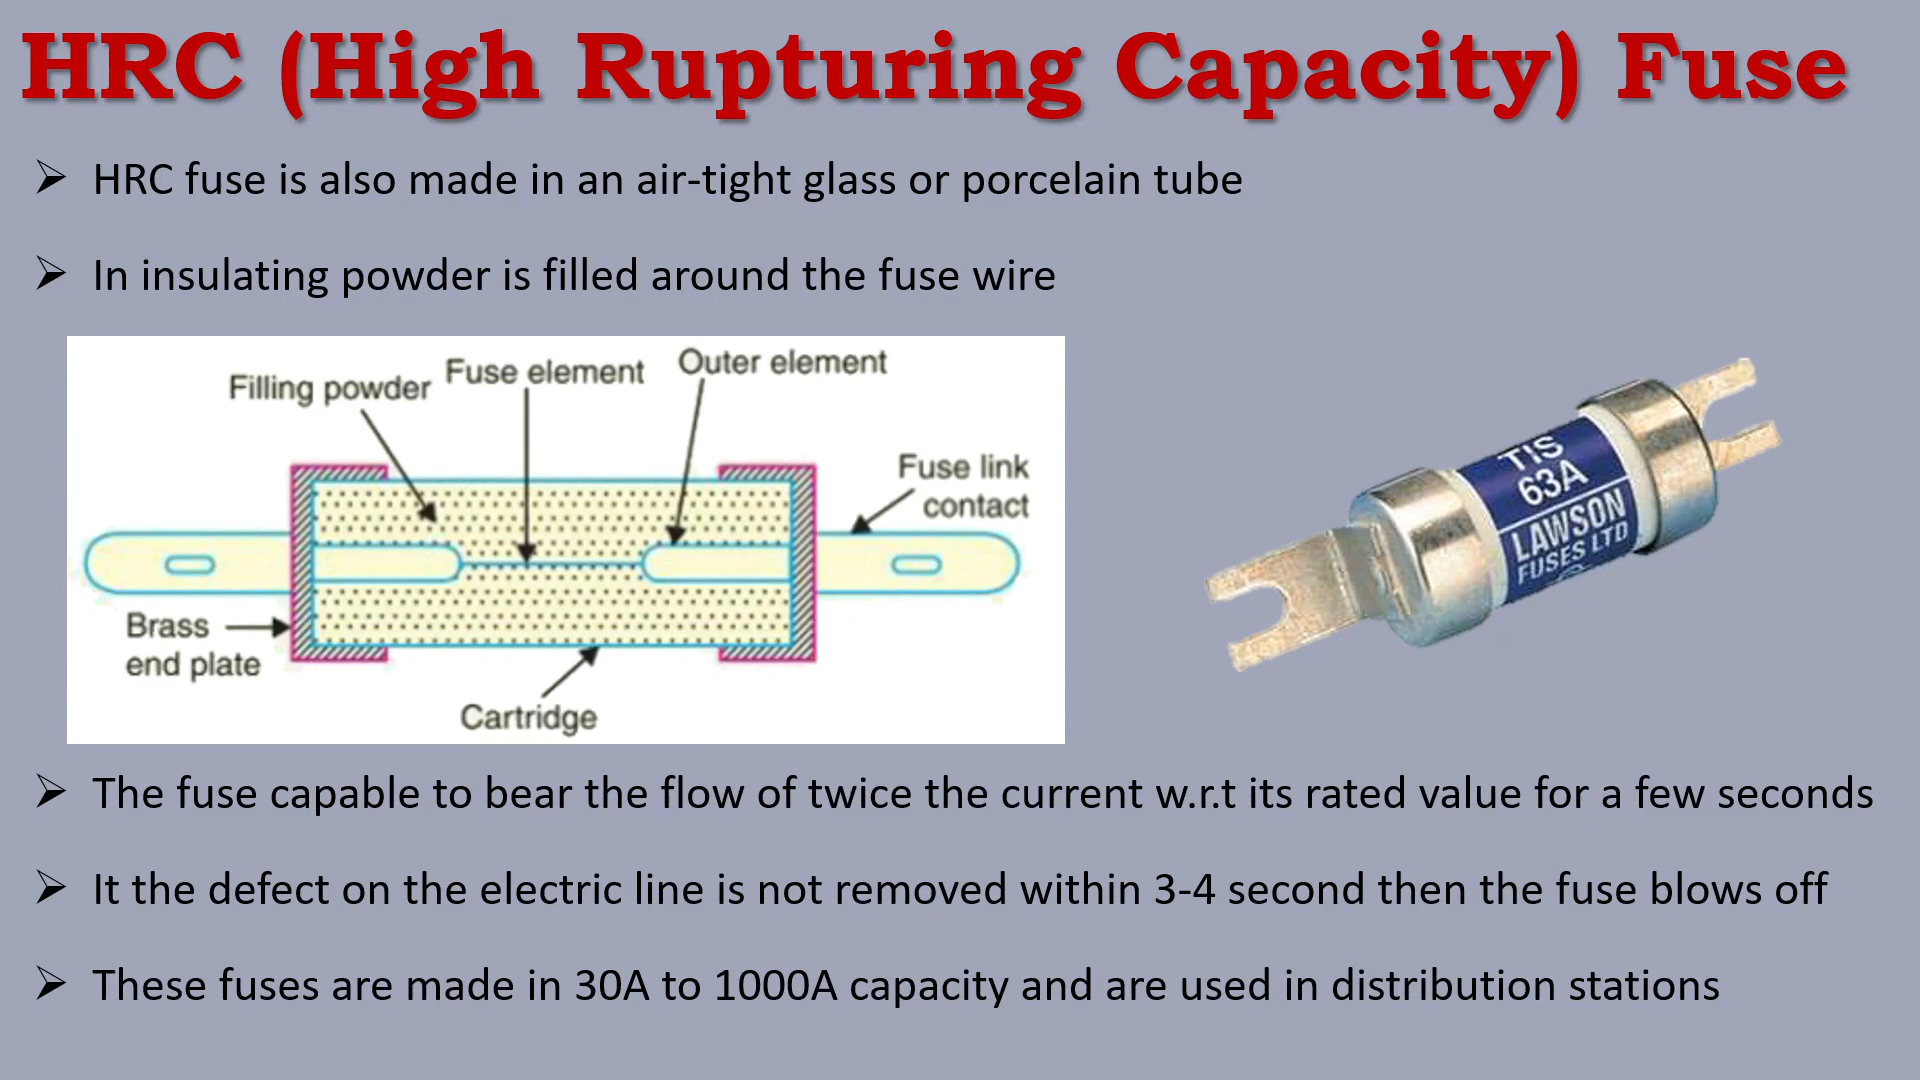 HRC (High Rupturing Capacity) Fuse
HRC fuse is also made in an air-tight glass or porcelain tube
In insulating powder is filled around the fuse wire
Filling powder
Fuse element
Outer element
Fuse link
contact
Brass
end plate
Cartridge
TIS
63A
LAWSON
FUSES LTD
The fuse capable to bear the flow of twice the current w.r.t its rated value for a few seconds
It the defect on the electric line is not removed within 3-4 second then the fuse blows off
These fuses are made in 30A to 1000A capacity and are used in distribution stations